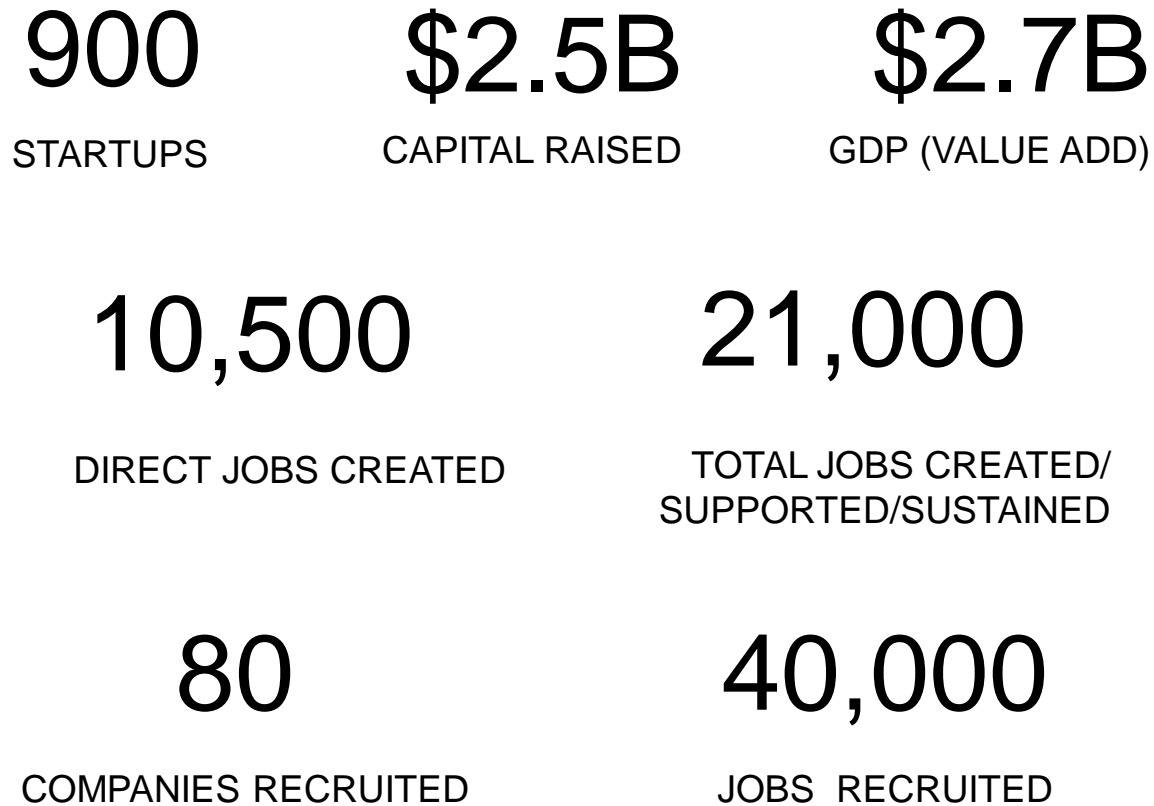 900
STARTUPS
$2.5B
CAPITAL RAISED
$2.7B
GDP (VALUE ADD)
10,500
DIRECT JOBS CREATED
21,000
TOTAL JOBS CREATED/
SUPPORTED/SUSTAINED
80
COMPANIES RECRUITED
40,000
JOBS RECRUITED